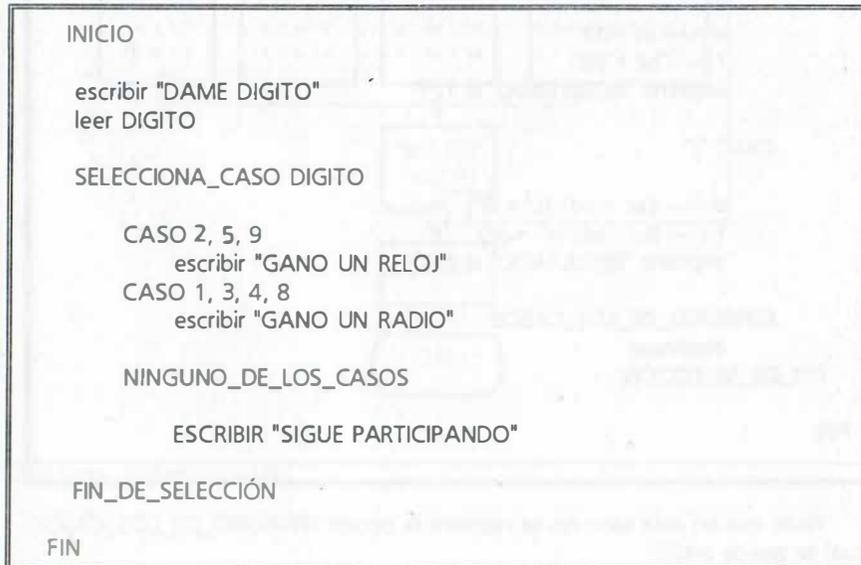 INICIO
escribir "DAME DIGITO"
leer DIGITO
SELECCIONA_CASO DIGITO
CASO 2, 5, 9
escribir "GANO UN RELOJ"
CASO 1, 3, 4, 8
escribir "GANO UN RADIO"
NINGUNO_DE_LOS_CASOS
ESCRIBIR "SIGUE PARTICIPANDO"
FIN_DE_SELECCIÓN
FIN